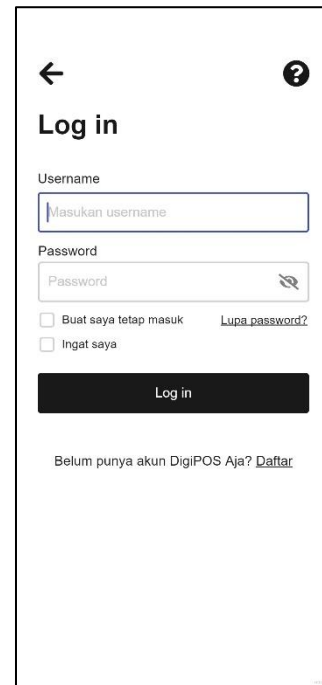 Log in
Username
Masukan username
Password
Password
Buat saya tetap masuk Lupa password?
Ingat saya
Log in
Belum punya akun DigiPOS Aja? Daftar